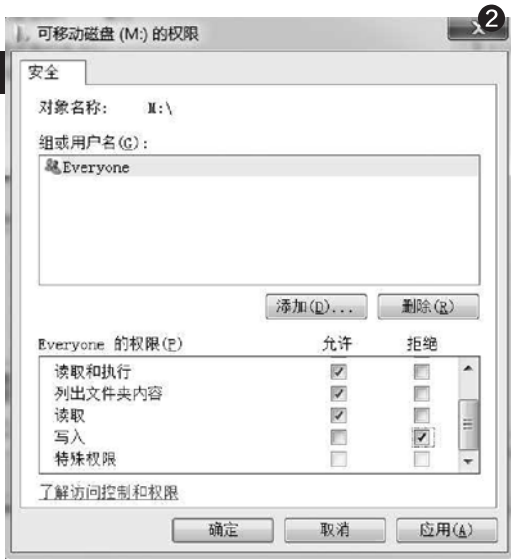 可移动磁盘 (M:) 的权限
2
安全
对象名称: M:\
组或用户名(G):
Everyone
添加(D)... 删除(R)
Everyone 的权限(P) 允许 拒绝
读取和执行
列出文件夹内容
读取
写入
特殊权限
了解访问控制和权限
确定 取消 应用(A)